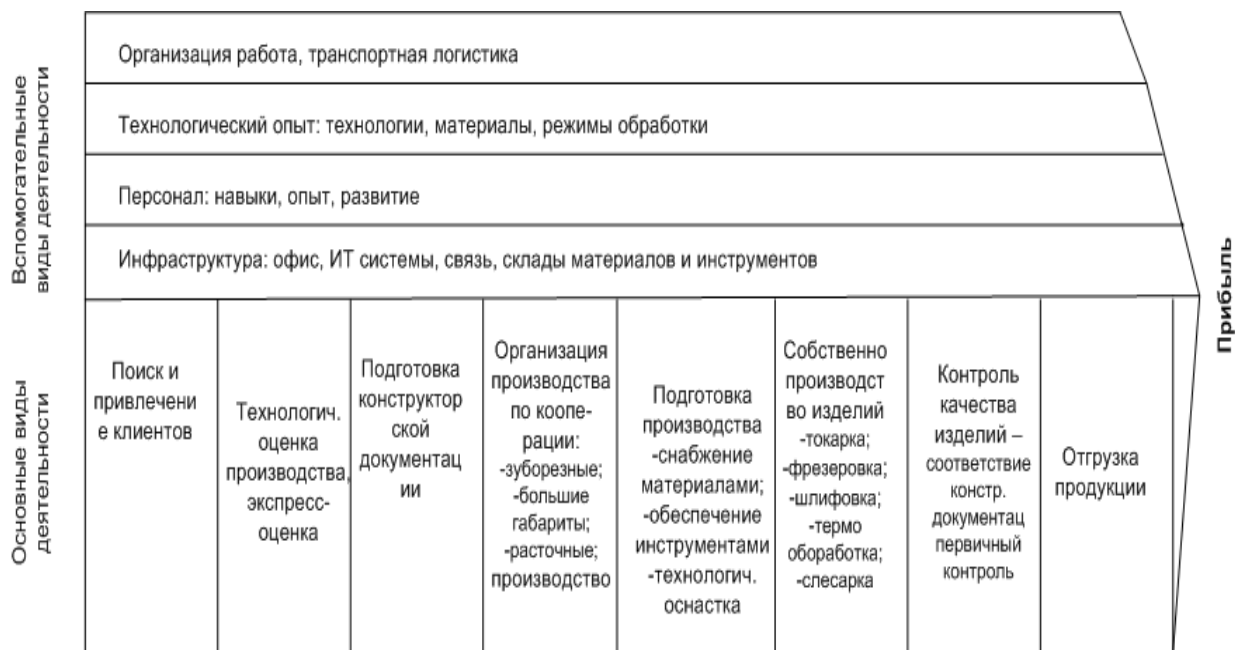 Вспомогательные
виды деятельности
Организация работа, транспортная логистика
Технологический опыт: технологии, материалы, режимы обработки
Персонал: навыки, опыт, развитие
Инфраструктура: офис, ИТ системы, связь, склады материалов и инструментов
Прибыль
Основные виды
деятельности
Поиск и
привлечени
е клиентов
Технологич.
оценка
производства,
экспресс-
оценка
Подготовка
конструктор
ской
документац
ии
Организация
производства
по коопе-
рации:
-зуборезные;
-большие
габариты;
-расточные;
производство
Подготовка
производства
-снабжение
материалами;
-обеспечение
инструментами
-технологич.
оснастка
Собственно
производст
во изделий
-токарка;
-фрезеровка;
-шлифовка;
-термо
обоработка;
-слесарка
Контроль
качества
изделий –
соответствие
констр.
документац
первичный
контроль
Отгрузка
продукции